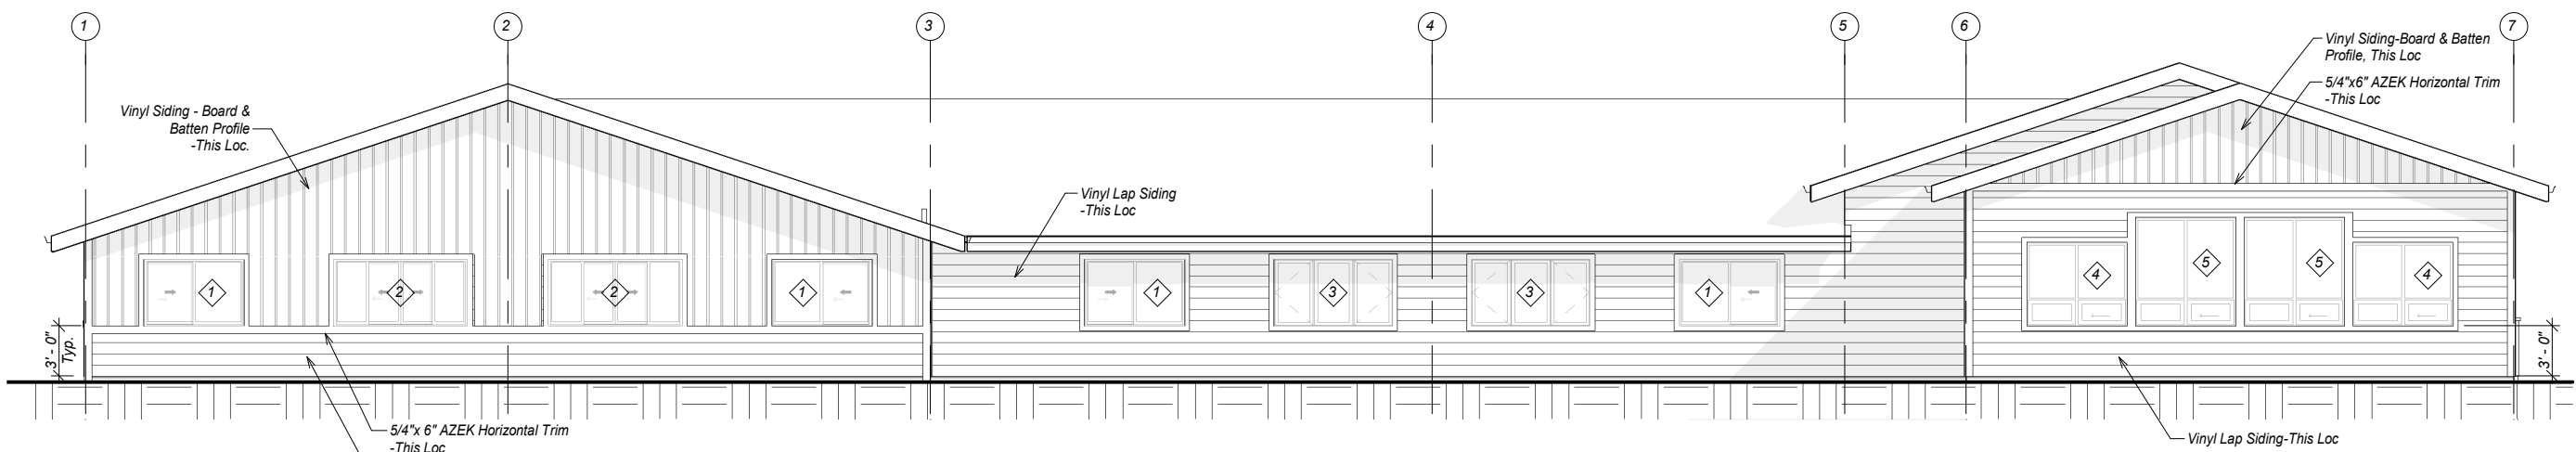 1
2
3
4
5
6
7
Vinyl Siding - Board &
Batten Profile
-This Loc.
Vinyl Lap Siding
-This Loc
Vinyl Siding-Board & Batten
Profile, This Loc
5/4"x6" AZEK Horizontal Trim
-This Loc
1
2
2
1
1
3
3
1
4
5
5
4
3' - 0"
Typ.
3' - 0"
5/4"x 6" AZEK Horizontal Trim
-This Loc
Vinyl Lap Siding-This Loc